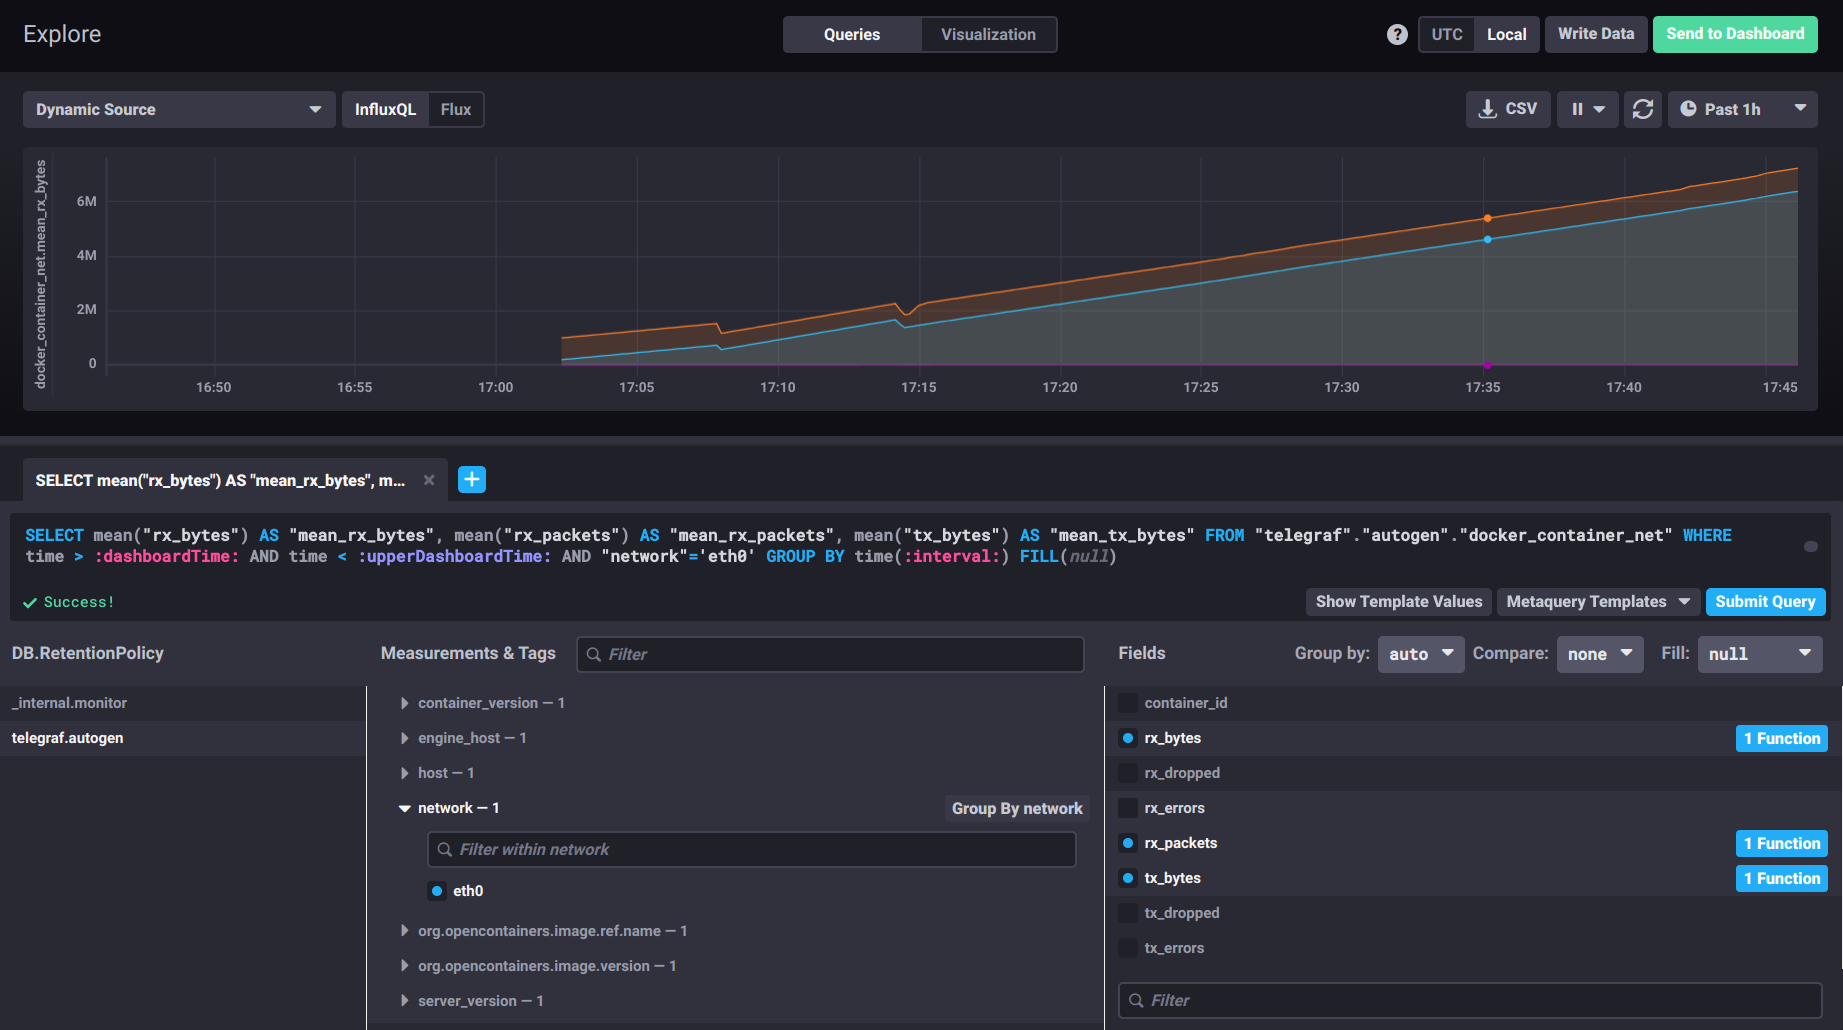 Explore
Queries
Visualization
?
UTC
Local
Write Data
Send to Dashboard
Dynamic Source
InfluxQL
Flux
CSV
Past 1h
docker_container_net.mean_rx_bytes
6M
4M
2M
0
16:50
16:55
17:00
17:05
17:10
17:15
17:20
17:25
17:30
17:35
17:40
17:45
SELECT mean("rx_bytes") AS "mean_rx_bytes", m...
SELECT mean("rx_bytes") AS "mean_rx_bytes", mean("rx_packets") AS "mean_rx_packets", mean("tx_bytes") AS "mean_tx_bytes" FROM "telegraf"."autogen"."docker_container_net" WHERE
time > :dashboardTime: AND time < :upperDashboardTime: AND "network"='eth0' GROUP BY time(:interval:) FILL(null)
Success!
Show Template Values
Metaquery Templates
Submit Query
DB.RetentionPolicy
Measurements & Tags
Filter
Fields
Group by:
auto
Compare:
none
Fill:
null
_internal.monitor
telegraf.autogen
container_version — 1
engine_host — 1
host — 1
network — 1
Group By network
Filter within network
eth0
org.opencontainers.image.ref.name — 1
org.opencontainers.image.version — 1
server_version — 1
container_id
rx_bytes
1 Function
rx_dropped
rx_errors
rx_packets
1 Function
tx_bytes
1 Function
tx_dropped
tx_errors
Filter